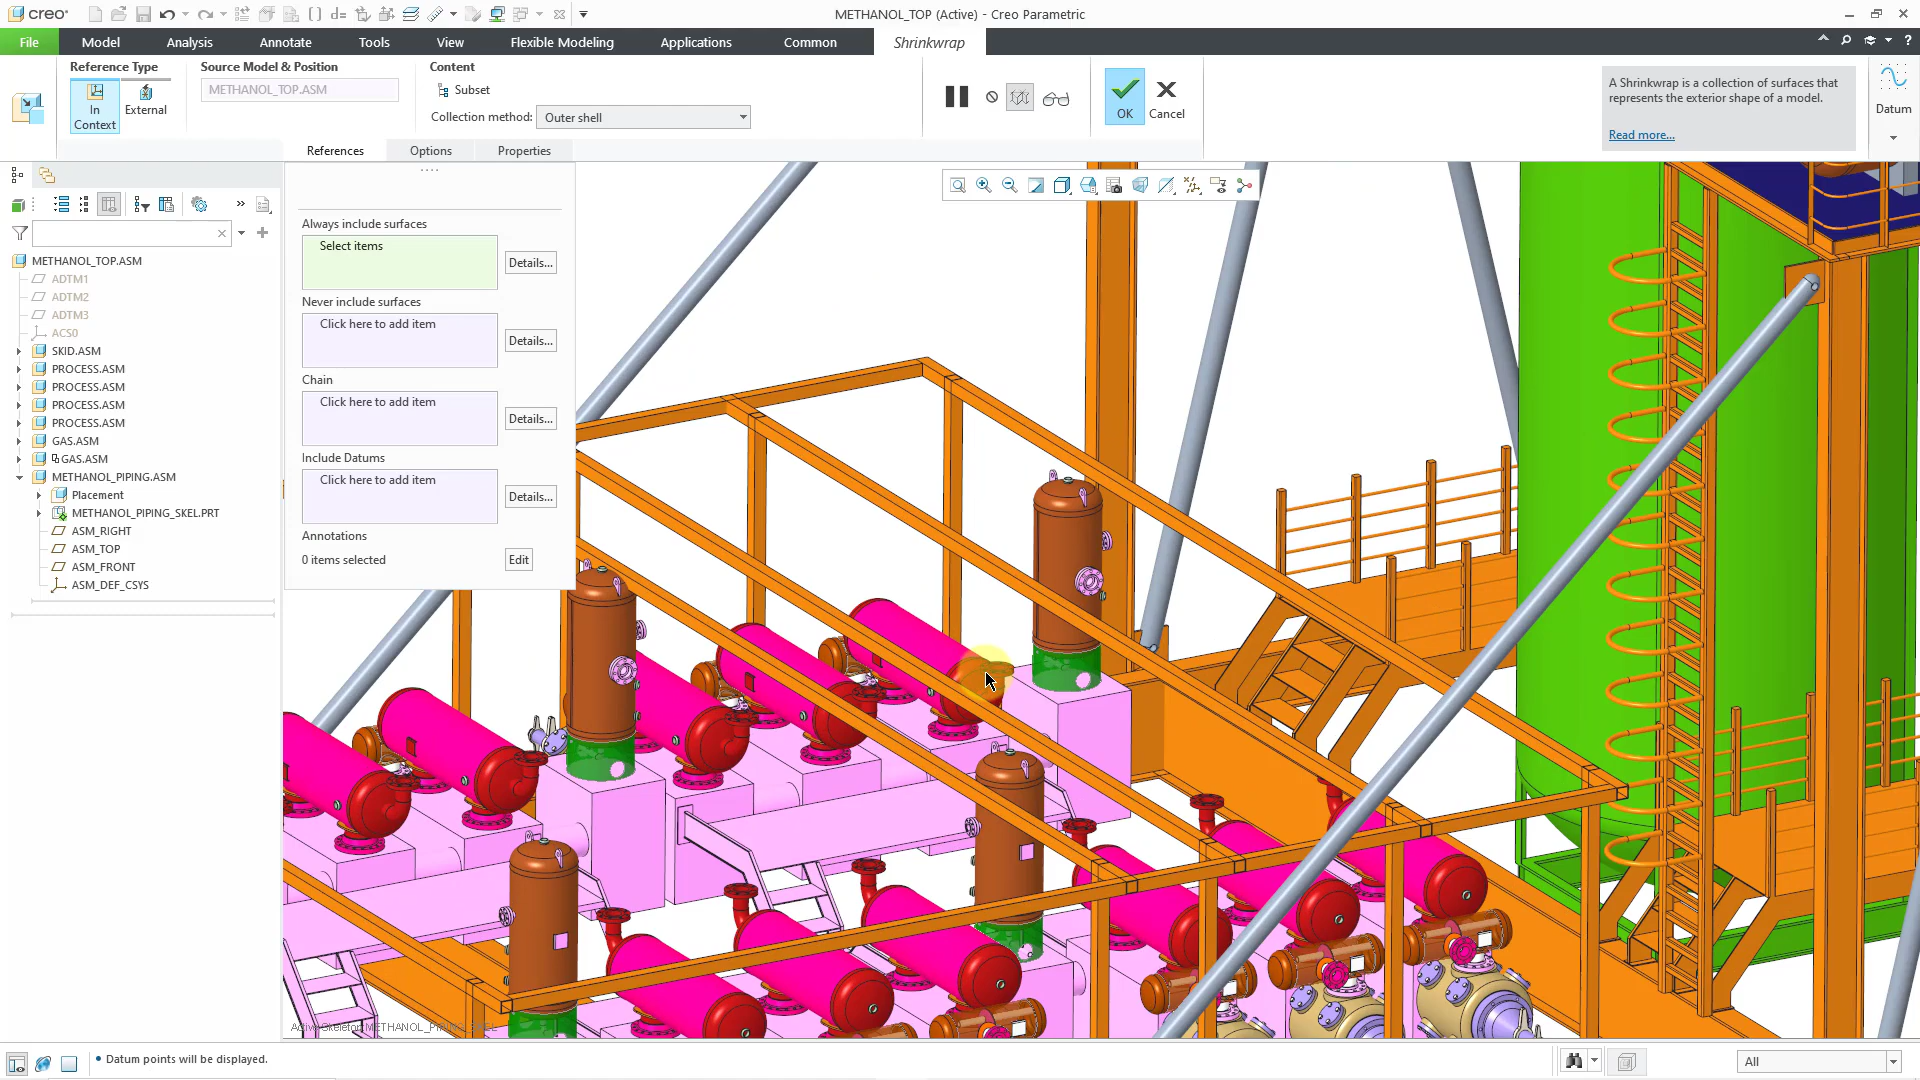 creo
METHANOL_TOP (Active) - Creo Parametric
File
Model
Analysis
Annotate
Tools
View
Flexible Modeling
Applications
Common
Shrinkwrap
Reference Type
In Context
External
Source Model & Position
METHANOL_TOP.ASM
Content
Subset
Collection method: Outer shell
OK
Cancel
A Shrinkwrap is a collection of surfaces that
represents the exterior shape of a model.
Read more...
Datum
References
Options
Properties
Always include surfaces
Select items
Details...
Never include surfaces
Click here to add item
Details...
Chain
Click here to add item
Details...
Include Datums
Click here to add item
Details...
Annotations
0 items selected
Edit
METHANOL_TOP.ASM
ADTM1
ADTM2
ADTM3
ACS0
SKID.ASM
PROCESS.ASM
PROCESS.ASM
PROCESS.ASM
PROCESS.ASM
GAS.ASM
GAS.ASM
METHANOL_PIPING.ASM
Placement
METHANOL_PIPING_SKEL.PRT
ASM_RIGHT
ASM_TOP
ASM_FRONT
ASM_DEF_CSYS
Active Skeleton: METHANOL_PIPING_SKEL
Datum points will be displayed.
All